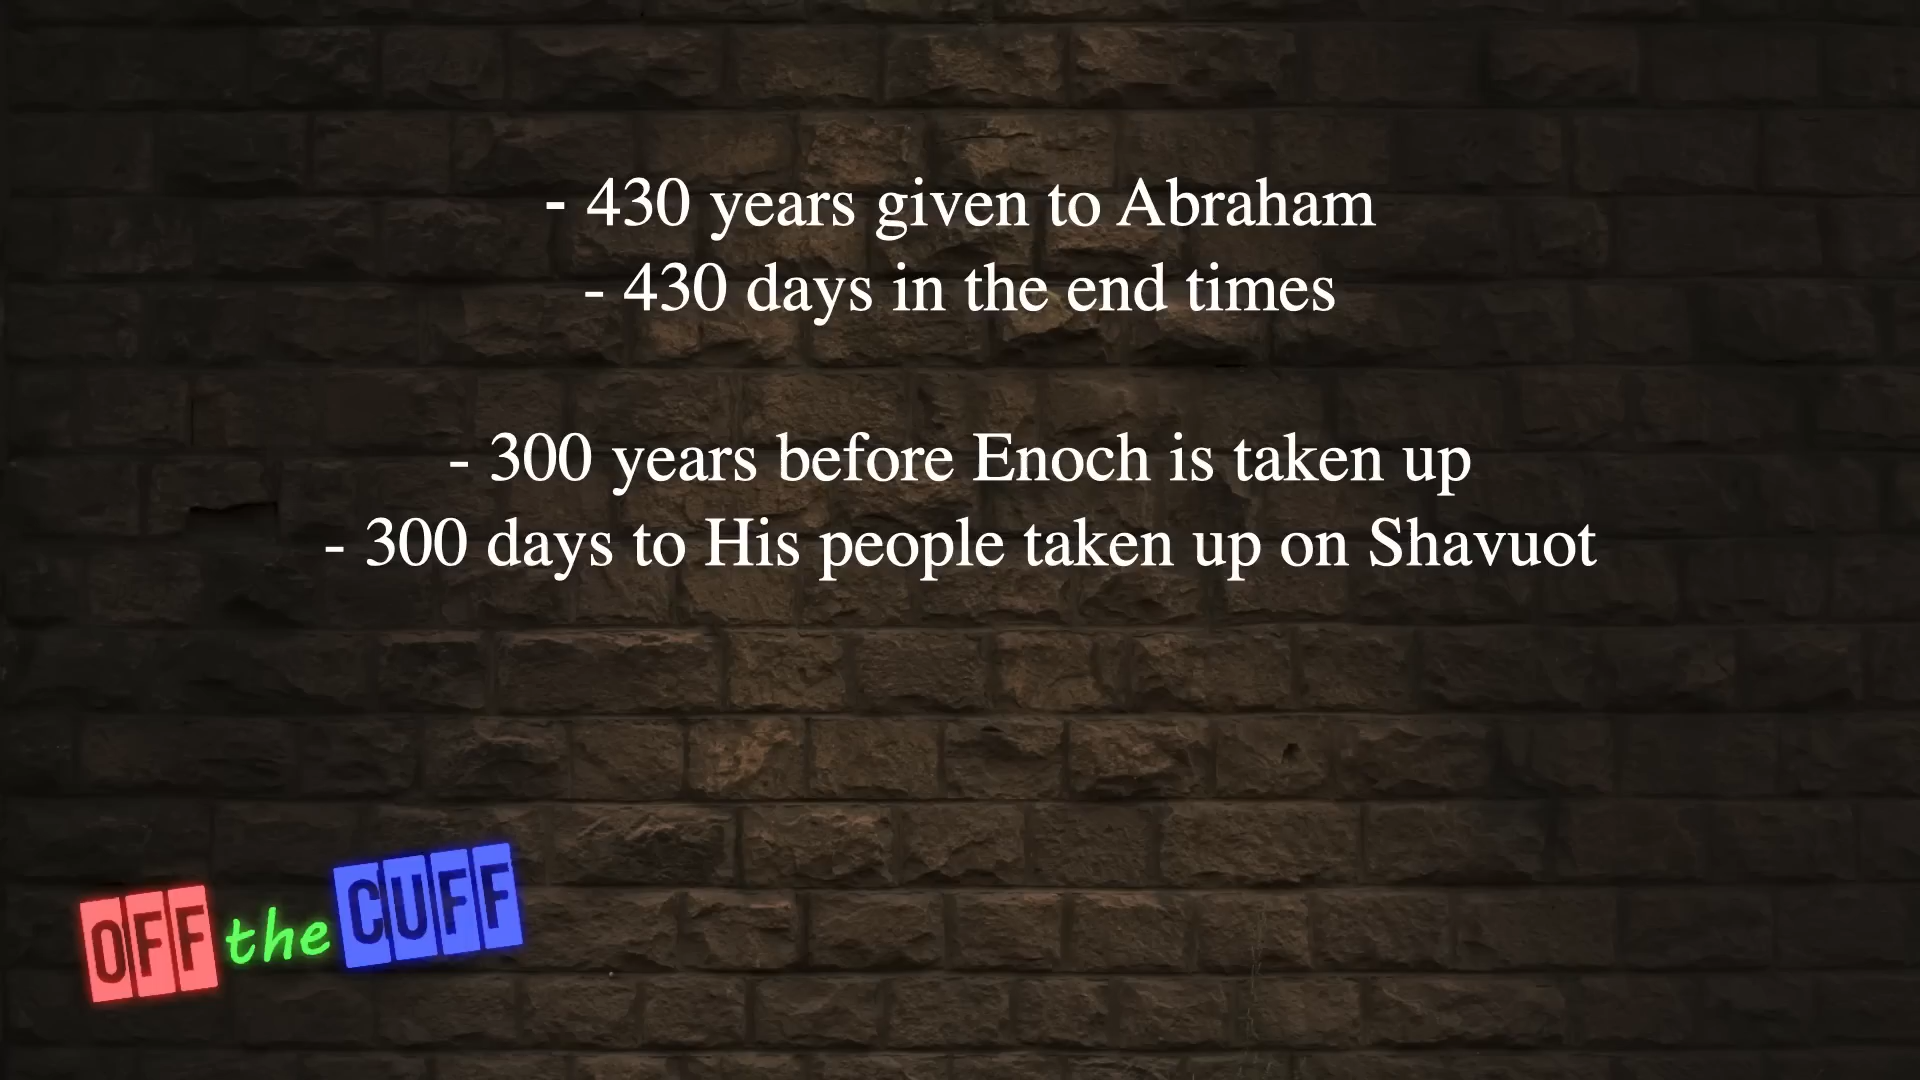 - 430 years given to Abraham
- 430 days in the end times
- 300 years before Enoch is taken up
- 300 days to His people taken up on Shavuot
OFF the CUFF